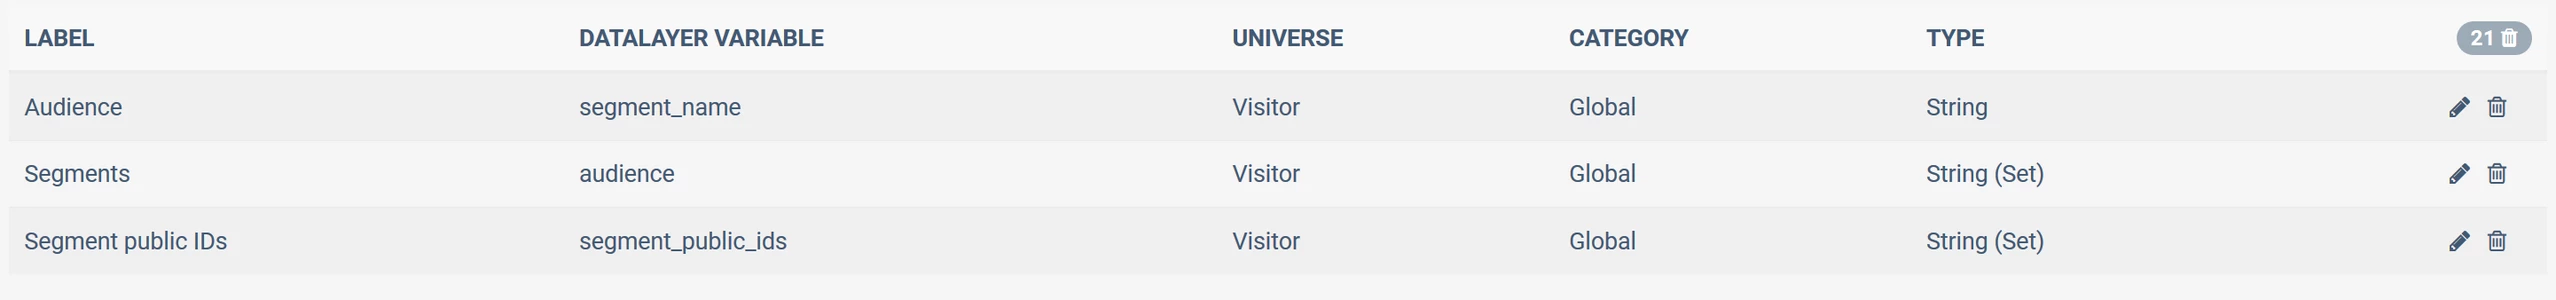 LABEL DATALAYER VARIABLE UNIVERSE CATEGORY TYPE 21
Audience segment_name Visitor Global String
Segments audience Visitor Global String (Set)
Segment public IDs segment_public_ids Visitor Global String (Set)